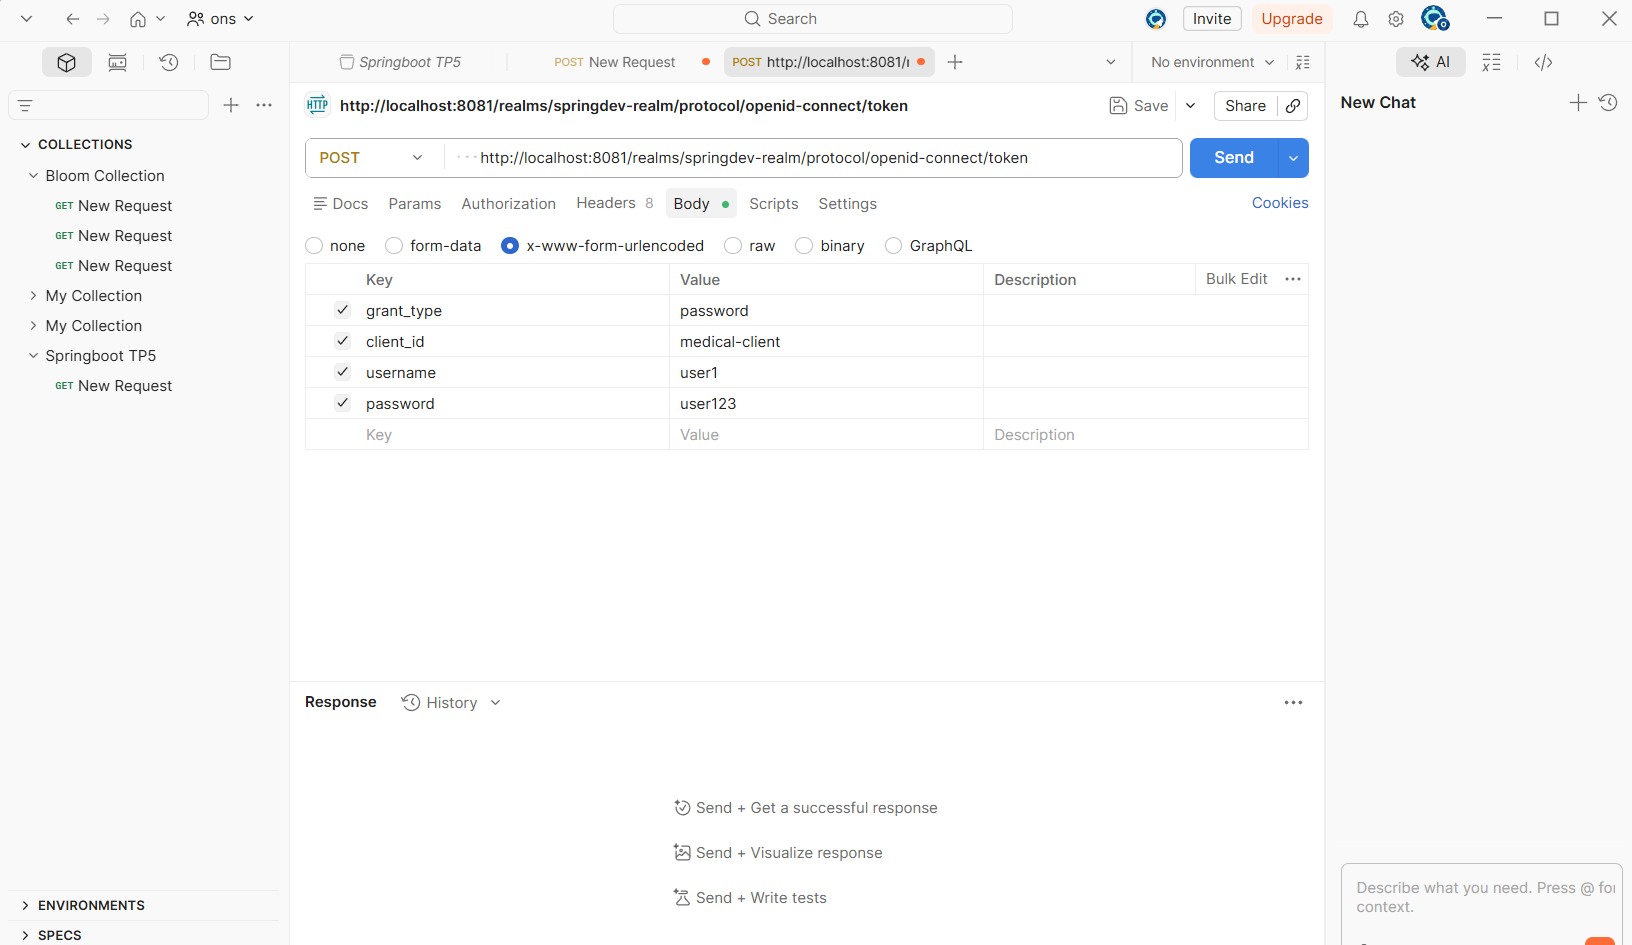 ons
Search
Invite
Upgrade
Springboot TP5
POST New Request
POST http://localhost:8081/
No environment
AI
HTTP http://localhost:8081/realms/springdev-realm/protocol/openid-connect/token
Save
Share
New Chat
COLLECTIONS
Bloom Collection
GET New Request
GET New Request
GET New Request
My Collection
My Collection
Springboot TP5
GET New Request
ENVIRONMENTS
SPECS
POST
http://localhost:8081/realms/springdev-realm/protocol/openid-connect/token
Send
Docs Params Authorization Headers 8 Body Scripts Settings
Cookies
none form-data x-www-form-urlencoded raw binary GraphQL
Key Value Description Bulk Edit
grant_type password
client_id medical-client
username user1
password user123
Key Value Description
Response History
Send + Get a successful response
Send + Visualize response
Send + Write tests
Describe what you need. Press @ for
context.